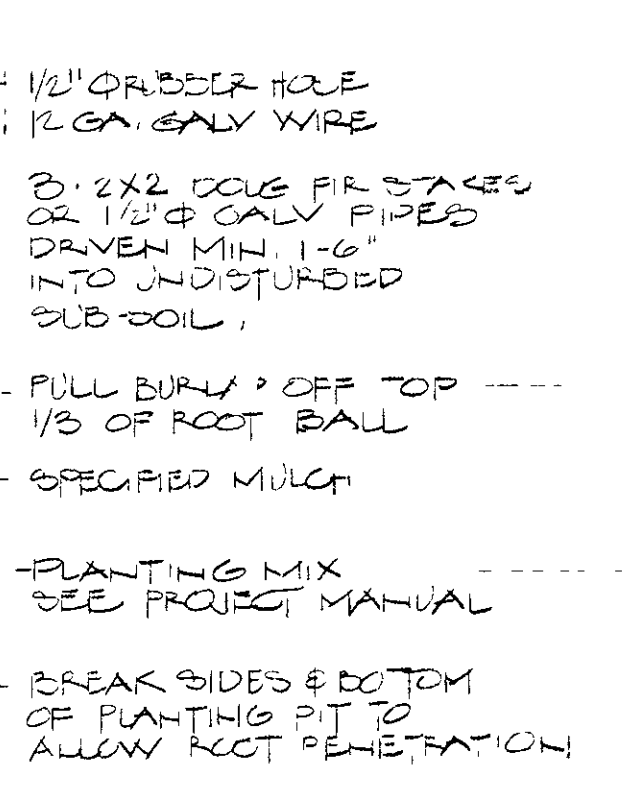 1/2" Φ RUBBER HOLE
12 GA. GALV WIRE
3 · 2X2 DOUG FIR STAKES
OR 1/2" Φ GALV PIPES
DRIVEN MIN. 1-6"
INTO UNDISTURBED
SUB-SOIL.
PULL BURLAP OFF TOP
1/3 OF ROOT BALL
SPECIFIED MULCH
PLANTING MIX
SEE PROJECT MANUAL
BREAK SIDES & BOTTOM
OF PLANTING PIT TO
ALLOW ROOT PENETRATION